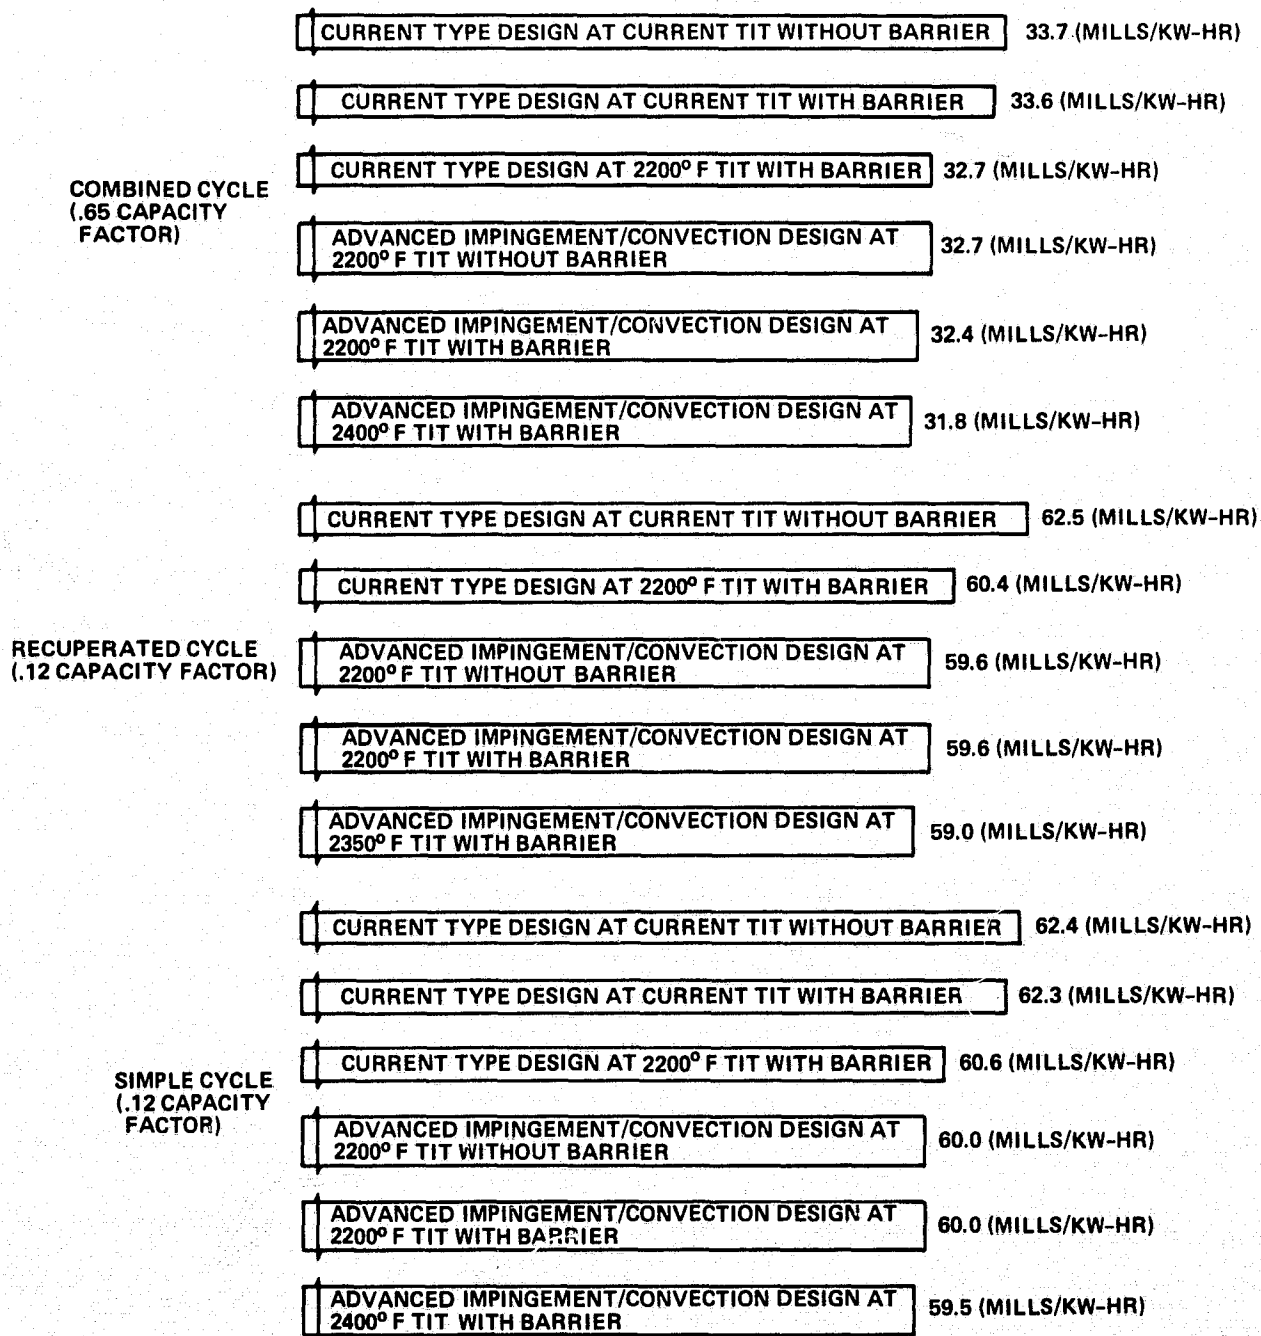 CURRENT TYPE DESIGN AT CURRENT TIT WITHOUT BARRIER 33.7 (MILLS/KW-HR)
CURRENT TYPE DESIGN AT CURRENT TIT WITH BARRIER 33.6 (MILLS/KW-HR)
CURRENT TYPE DESIGN AT 2200° F TIT WITH BARRIER 32.7 (MILLS/KW-HR)
COMBINED CYCLE
(.65 CAPACITY
FACTOR)
ADVANCED IMPINGEMENT/CONVECTION DESIGN AT
2200° F TIT WITHOUT BARRIER
32.7 (MILLS/KW-HR)
ADVANCED IMPINGEMENT/CONVECTION DESIGN AT
2200° F TIT WITH BARRIER
32.4 (MILLS/KW-HR)
ADVANCED IMPINGEMENT/CONVECTION DESIGN AT
2400° F TIT WITH BARRIER
31.8 (MILLS/KW-HR)
CURRENT TYPE DESIGN AT CURRENT TIT WITHOUT BARRIER 62.5 (MILLS/KW-HR)
CURRENT TYPE DESIGN AT 2200° F TIT WITH BARRIER 60.4 (MILLS/KW-HR)
RECUPERATED CYCLE
(.12 CAPACITY FACTOR)
ADVANCED IMPINGEMENT/CONVECTION DESIGN AT
2200° F TIT WITHOUT BARRIER
59.6 (MILLS/KW-HR)
ADVANCED IMPINGEMENT/CONVECTION DESIGN AT
2200° F TIT WITH BARRIER
59.6 (MILLS/KW-HR)
ADVANCED IMPINGEMENT/CONVECTION DESIGN AT
2350° F TIT WITH BARRIER
59.0 (MILLS/KW-HR)
CURRENT TYPE DESIGN AT CURRENT TIT WITHOUT BARRIER 62.4 (MILLS/KW-HR)
CURRENT TYPE DESIGN AT CURRENT TIT WITH BARRIER 62.3 (MILLS/KW-HR)
CURRENT TYPE DESIGN AT 2200° F TIT WITH BARRIER 60.6 (MILLS/KW-HR)
SIMPLE CYCLE
(.12 CAPACITY
FACTOR)
ADVANCED IMPINGEMENT/CONVECTION DESIGN AT
2200° F TIT WITHOUT BARRIER
60.0 (MILLS/KW-HR)
ADVANCED IMPINGEMENT/CONVECTION DESIGN AT
2200° F TIT WITH BARRIER
60.0 (MILLS/KW-HR)
ADVANCED IMPINGEMENT/CONVECTION DESIGN AT
2400° F TIT WITH BARRIER
59.5 (MILLS/KW-HR)